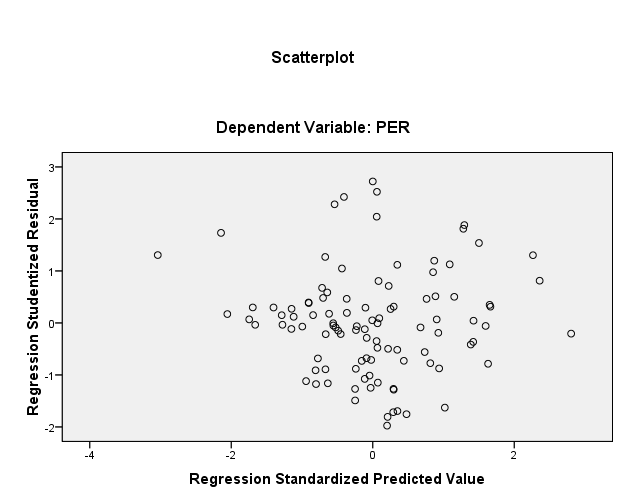 Scatterplot
Dependent Variable: PER
Regression Studentized Residual
3
2
1
0
-1
-2
-4
-2
0
2
Regression Standardized Predicted Value